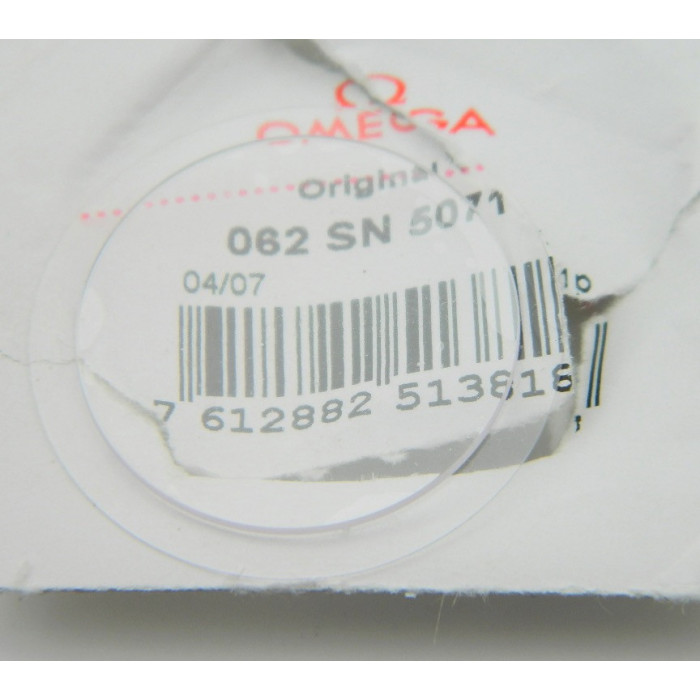 OMEGA
Original
062 SN 5071
04/07
7 612882 513818